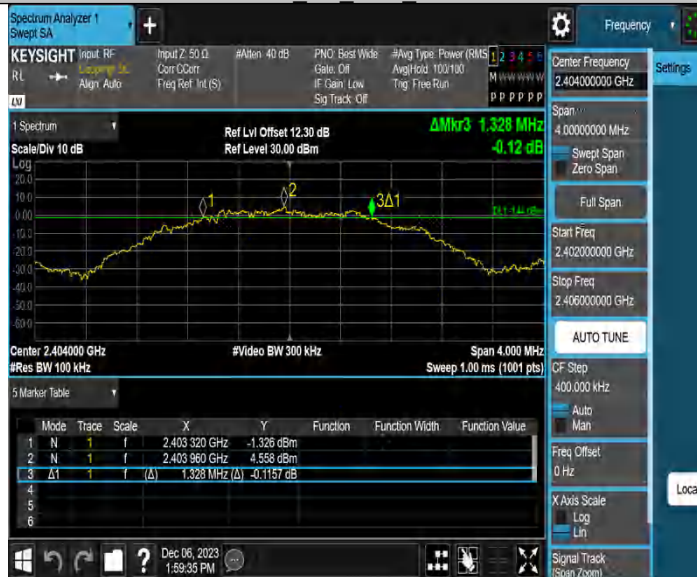 Spectrum Analyzer 1
Swept SA
+
Frequency
KEYSIGHT
RL
Input: RF
Align: Auto
Input Z: 50 Ω
Corr CCorr
Freq Ref: Int (S)
#Atten: 40 dB
PNO: Best Wide
Gate: Off
IF Gain: Low
Sig Track: Off
#Avg Type: Power (RMS)
Avg|Hold: 100/100
Trig: Free Run
1 2 3 4 5 6
M W W W W W
P P P P P P
LXI
1 Spectrum
Scale/Div 10 dB
Ref Lvl Offset 12.30 dB
Ref Level 30.00 dBm
ΔMkr3 1.328 MHz
-0.12 dB
Log
20.0
10.0
0.00
-10.0
-20.0
-30.0
-40.0
-50.0
-60.0
1
2
3Δ1
Center 2.404000 GHz
#Res BW 100 kHz
#Video BW 300 kHz
Span 4.000 MHz
Sweep 1.00 ms (1001 pts)
5 Marker Table
Mode Trace Scale X Y Function Function Width Function Value
1 N 1 f 2.403 320 GHz -1.326 dBm
2 N 1 f 2.403 960 GHz 4.558 dBm
3 Δ1 1 f (Δ) 1.328 MHz (Δ) -0.1157 dB
4
5
6
Dec 06, 2023
1:59:35 PM
?
Center Frequency
2.404000000 GHz
Settings
Span
4.00000000 MHz
Swept Span
Zero Span
Full Span
Start Freq
2.402000000 GHz
Stop Freq
2.406000000 GHz
AUTO TUNE
CF Step
400.000 kHz
Auto
Man
Freq Offset
0 Hz
X Axis Scale
Log
Lin
Signal Track
(Span Zoom)
Loca